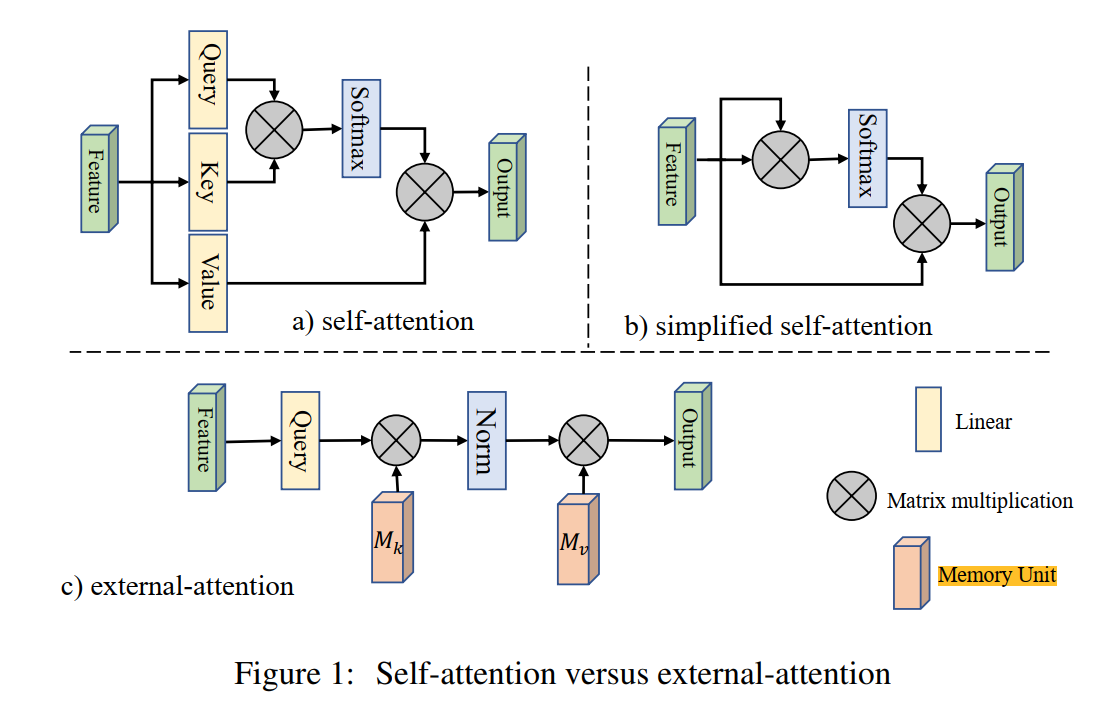 Feature
Query
Key
Value
Softmax
Output
a) self-attention
Feature
Softmax
Output
b) simplified self-attention
Feature
Query
M_k
Norm
M_v
Output
c) external-attention
Linear
Matrix multiplication
Memory Unit
Figure 1: Self-attention versus external-attention